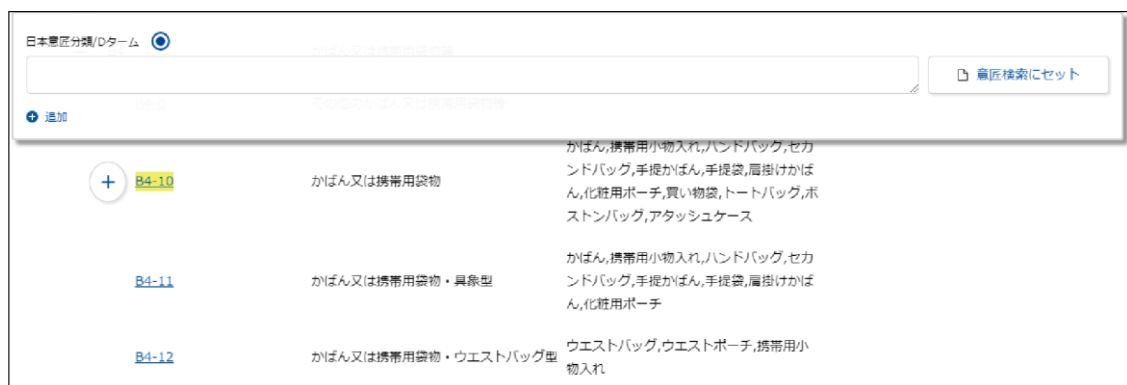 日本意匠分類/Dターム
意匠検索にセット
追加
かばん,携帯用小物入れ,ハンドバッグ,セカ
B4-10 かばん又は携帯用袋物 ンドバッグ,手提かばん,手提袋,肩掛けかば
ん,化粧用ポーチ,買い物袋,トートバッグ,ボ
ストンバッグ,アタッシュケース
かばん,携帯用小物入れ,ハンドバッグ,セカ
B4-11 かばん又は携帯用袋物・具象型 ンドバッグ,手提かばん,手提袋,肩掛けかば
ん,化粧用ポーチ
B4-12 かばん又は携帯用袋物・ウエストバッグ型 ウエストバッグ,ウエストポーチ,携帯用小
物入れ